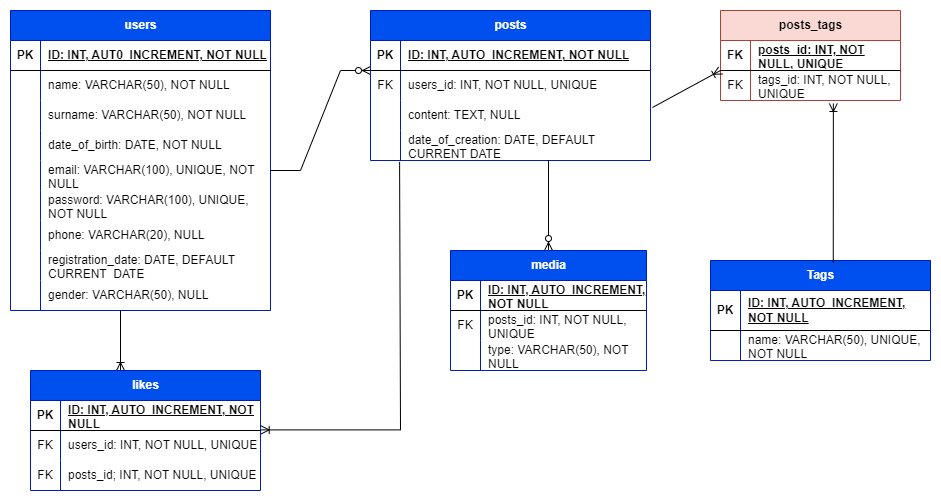 users
PK ID: INT, AUT0_INCREMENT, NOT NULL
name: VARCHAR(50), NOT NULL
surname: VARCHAR(50), NOT NULL
date_of_birth: DATE, NOT NULL
email: VARCHAR(100), UNIQUE, NOT
NULL
password: VARCHAR(100), UNIQUE,
NOT NULL
phone: VARCHAR(20), NULL
registration_date: DATE, DEFAULT
CURRENT_DATE
gender: VARCHAR(50), NULL
posts
PK ID: INT, AUTO_INCREMENT, NOT NULL
FK users_id: INT, NOT NULL, UNIQUE
content: TEXT, NULL
date_of_creation: DATE, DEFAULT
CURRENT DATE
posts_tags
FK posts_id: INT, NOT
NULL, UNIQUE
FK tags_id: INT, NOT NULL,
UNIQUE
media
PK ID: INT, AUTO_INCREMENT,
NOT NULL
FK posts_id: INT, NOT NULL,
UNIQUE
type: VARCHAR(50), NOT
NULL
Tags
PK ID: INT, AUTO_INCREMENT,
NOT NULL
name: VARCHAR(50), UNIQUE,
NOT NULL
likes
PK ID: INT, AUTO_INCREMENT, NOT
NULL
FK users_id: INT, NOT NULL, UNIQUE
FK posts_id; INT, NOT NULL, UNIQUE